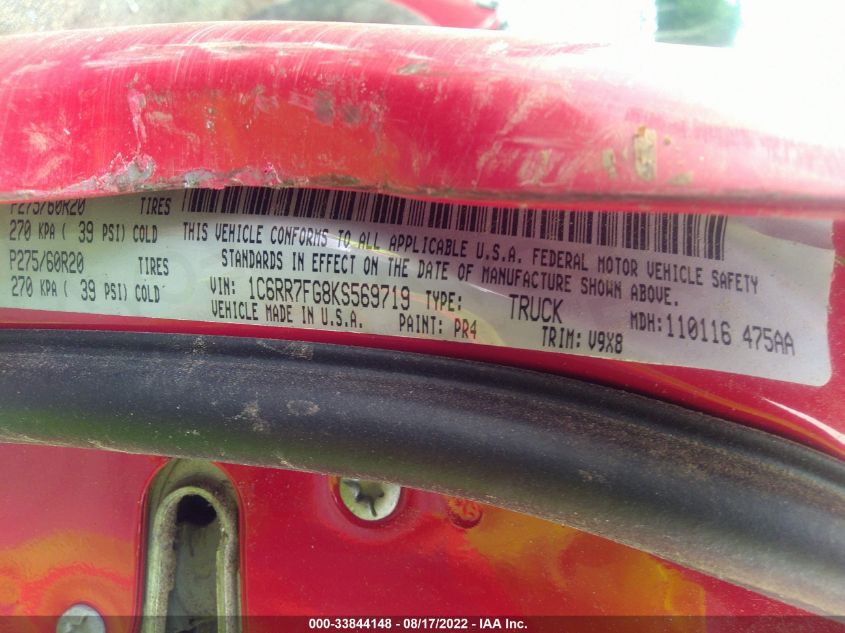 P275/60R20 TIRES
270 KPA ( 39 PSI) COLD
P275/60R20 TIRES
270 KPA ( 39 PSI) COLD
THIS VEHICLE CONFORMS TO ALL APPLICABLE U.S.A. FEDERAL MOTOR VEHICLE SAFETY
STANDARDS IN EFFECT ON THE DATE OF MANUFACTURE SHOWN ABOVE.
VIN: 1C6RR7FG8KS569719 TYPE: TRUCK MDH:110116 475AA
VEHICLE MADE IN U.S.A. PAINT: PR4 TRIM: V9X8
000-33844148 - 08/17/2022 - IAA Inc.